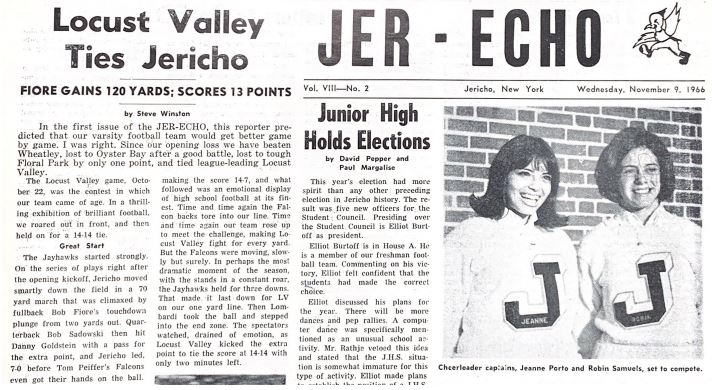 Locust Valley
Ties Jericho
FIORE GAINS 120 YARDS; SCORES 13 POINTS
by Steve Winston
In the first issue of the JER-ECHO, this reporter pre-
dicted that our varsity football team would get better game
by game. I was right. Since our opening loss we have beaten
Wheatley, lost to Oyster Bay after a good battle, lost to tough
Floral Park by only one point, and tied league-leading Locust
Valley.
The Locust Valley game, Octo-
ber 22, was the contest in which
our team came of age. In a thrill-
ing exhibition of brilliant football,
we roared out in front, and then
held on for a 14-14 tie.
Great Start
The Jayhawks started strongly.
On the series of plays right after
the opening kickoff, Jericho moved
smartly down the field in a 70
yard march that was climaxed by
fullback Bob Fiore's touchdown
plunge from two yards out. Quar-
terback Bob Sadowski then hit
Danny Goldstein with a pass for
the extra point, and Jericho led,
7-0 before Tom Peiffer's Falcons
even got their hands on the ball.
making the score 14-7, and what
followed was an emotional display
of high school football at its fin-
est. Time and time again the Fal-
con backs tore into our line. Time
and time again our team rose up
to meet the challenge, making Lo-
cust Valley fight for every yard.
But the Falcons were moving, slow-
ly but surely. In perhaps the most
dramatic moment of the season,
with the stands in a constant roar,
the Jayhawks held for three downs.
That made it last down for LV
on our one yard line. Then Lom-
bardi took the ball and stepped
into the end zone. The spectators
watched, drained of emotion, as
Locust Valley kicked the extra
point to tie the score at 14-14 with
only two minutes left.
JER - ECHO
Vol. VIII—No. 2 Jericho, New York Wednesday, November 9, 1966
Junior High
Holds Elections
by David Pepper and
Paul Margalise
This year's election had more
spirit than any other preceding
election in Jericho history. The re-
sult was five new officers for the
Student Council. Presiding over
the Student Council is Elliot Burt-
off as president.
Elliot Burtoff is in House A. He
is a member of our freshman foot-
ball team. Commenting on his vic-
tory, Elliot felt confident that the
students had made the correct
choice.
Elliot discussed his plans for
the year. There will be more
dances and pep rallies. A compu-
ter dance was specifically men-
tioned as an unusual school ac-
tivity. Mr. Rathje vetoed this idea
and stated that the J.H.S. situa-
tion is somewhat immature for this
type of activity. Elliot made plans
to establish the position of a J.H.S.
J
JEANNE
J
ROBIN
Cheerleader captains, Jeanne Porto and Robin Samuels, set to compete.